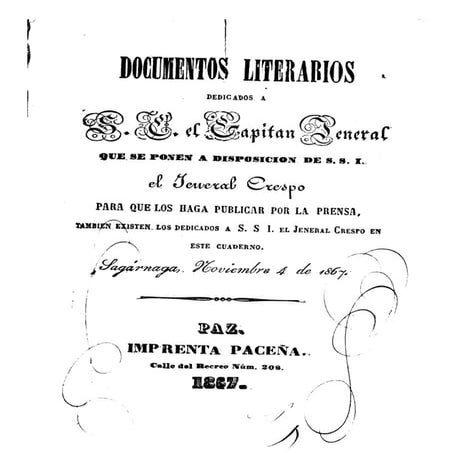 DOCUMENTOS LITERARIOS
DEDICADOS A
S. E. el Capitan Jeneral
QUE SE PONEN A DISPOSICION DE S. S. I.
el Jeneral Crespo
PARA QUE LOS HAGA PUBLICAR POR LA PRENSA,
TAMBIEN EXISTEN LOS DEDICADOS A S. S I. EL JENERAL CRESPO EN
ESTE CUADERNO.
Sagárnaga, Noviembre 4 de 1867.
PAZ.
IMPRENTA PACEÑA.
Calle del Recreo Núm. 208.
1867.